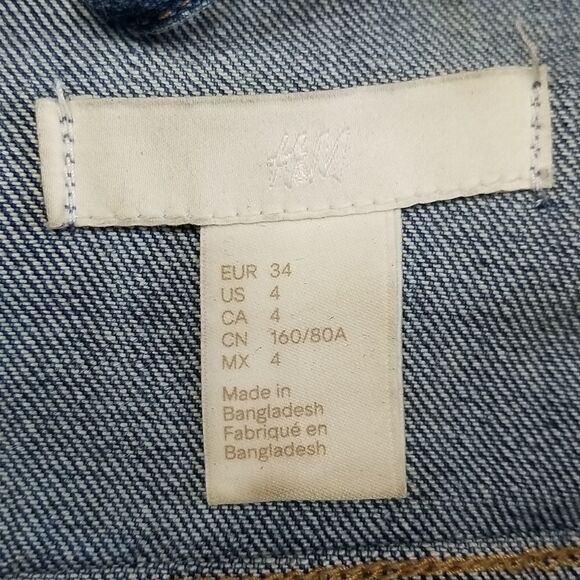 H&M
EUR 34
US 4
CA 4
CN 160/80A
MX 4
Made in
Bangladesh
Fabriqué en
Bangladesh